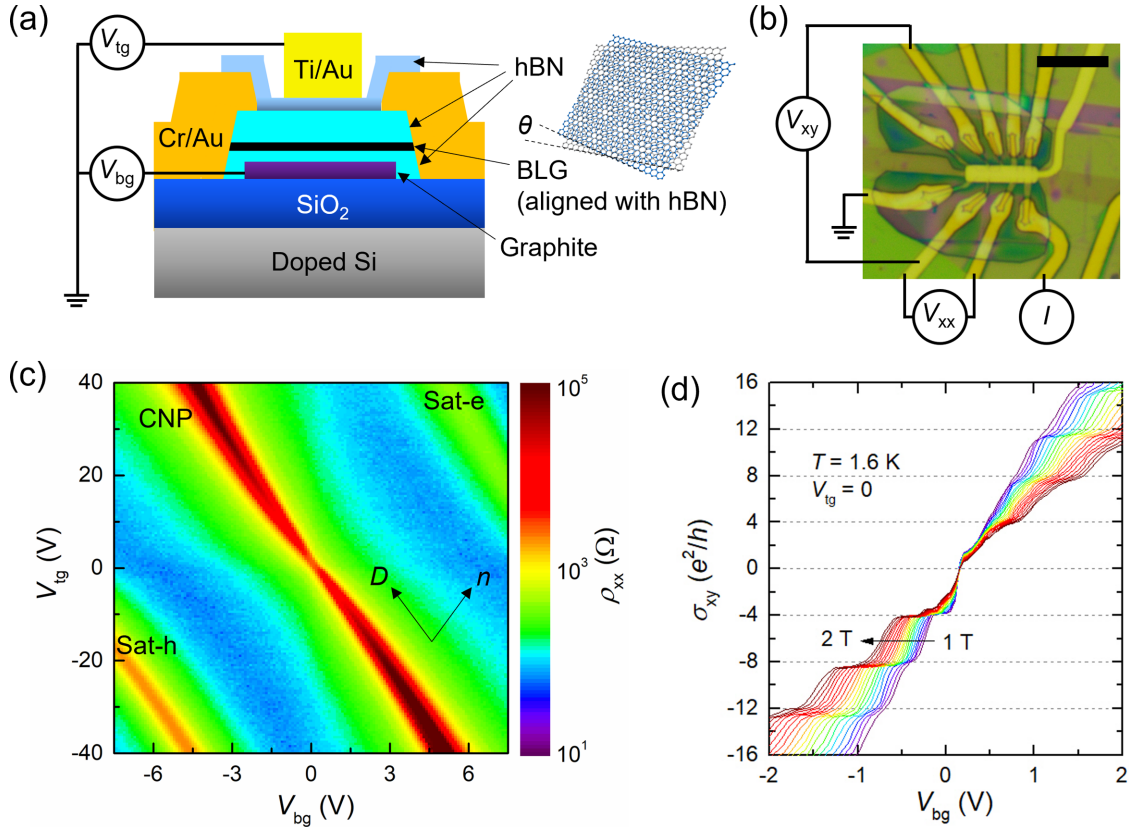 (a)
V_tg
Ti/Au
hBN
Cr/Au
θ
V_bg
BLG
(aligned with hBN)
SiO₂
Graphite
Doped Si
(b)
V_xy
V_xx
I
(c)
40
20
0
-20
-40
V_tg (V)
CNP
Sat-e
D
n
Sat-h
-6
-3
0
3
6
V_bg (V)
10⁵
10³
10¹
ρ_xx (Ω)
(d)
16
12
8
4
0
-4
-8
-12
-16
σ_xy (e²/h)
T = 1.6 K
V_tg = 0
2 T
1 T
-2
-1
0
1
2
V_bg (V)